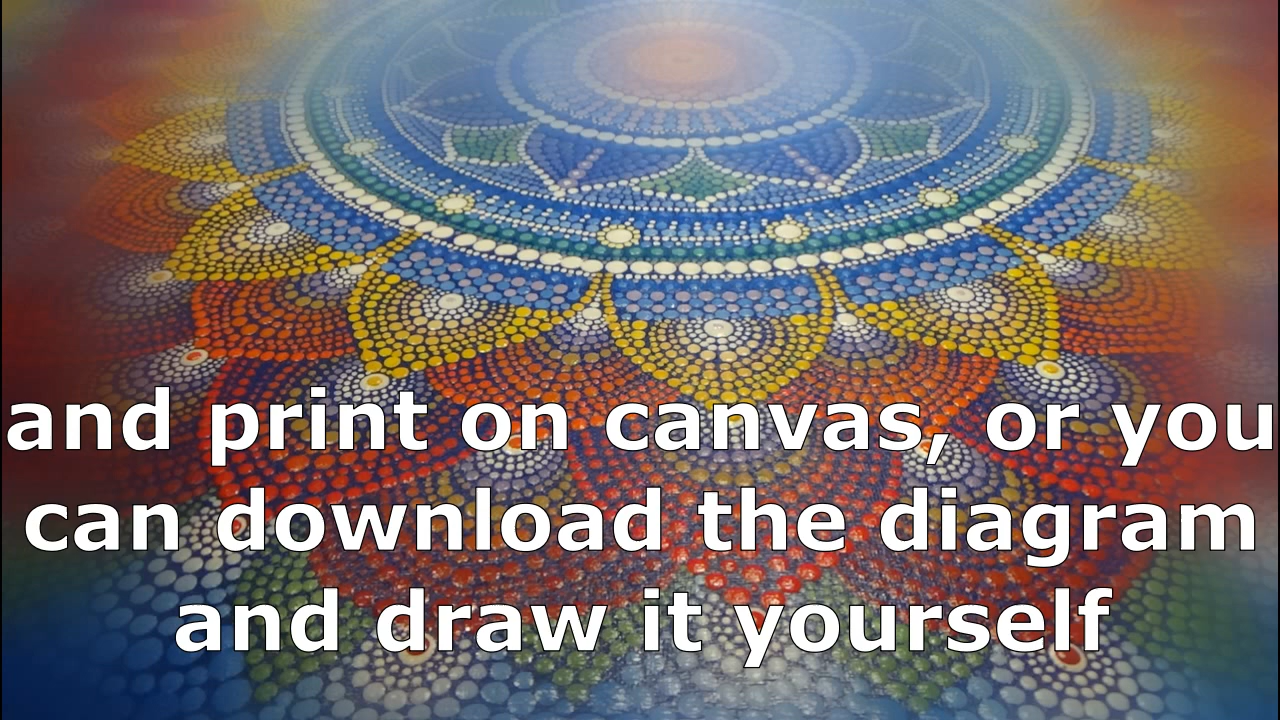 and print on canvas, or you
can download the diagram
and draw it yourself